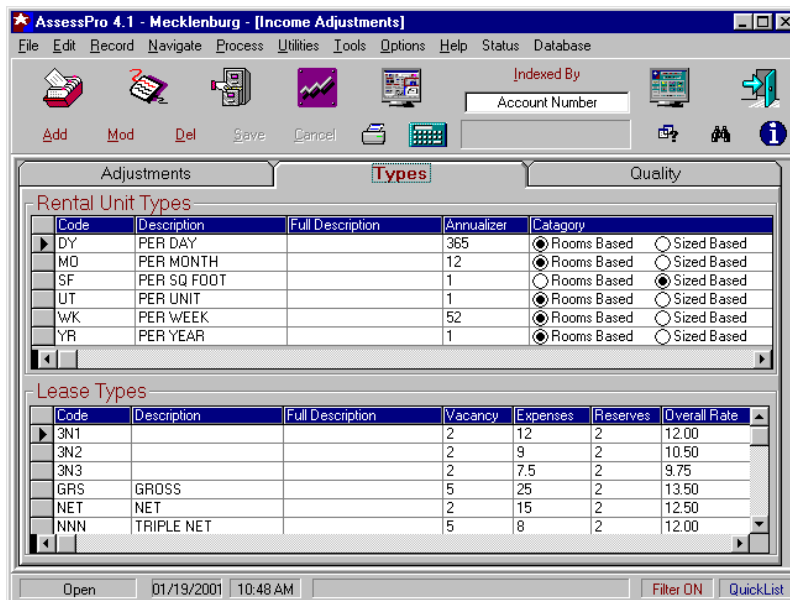 AssessPro 4.1 - Mecklenburg - [Income Adjustments]
File Edit Record Navigate Process Utilities Tools Options Help Status Database
Indexed By
Account Number
Add Mod Del Save Cancel
Adjustments Types Quality
Rental Unit Types
Code Description Full Description Annualizer Catagory
DY PER DAY 365 Rooms Based Sized Based
MO PER MONTH 12 Rooms Based Sized Based
SF PER SQ FOOT 1 Rooms Based Sized Based
UT PER UNIT 1 Rooms Based Sized Based
WK PER WEEK 52 Rooms Based Sized Based
YR PER YEAR 1 Rooms Based Sized Based
Lease Types
Code Description Full Description Vacancy Expenses Reserves Overall Rate
3N1 2 12 2 12.00
3N2 2 9 2 10.50
3N3 2 7.5 2 9.75
GRS GROSS 5 25 2 13.50
NET NET 2 15 2 12.50
NNN TRIPLE NET 5 8 2 12.00
Open 01/19/2001 10:48 AM Filter ON QuickList